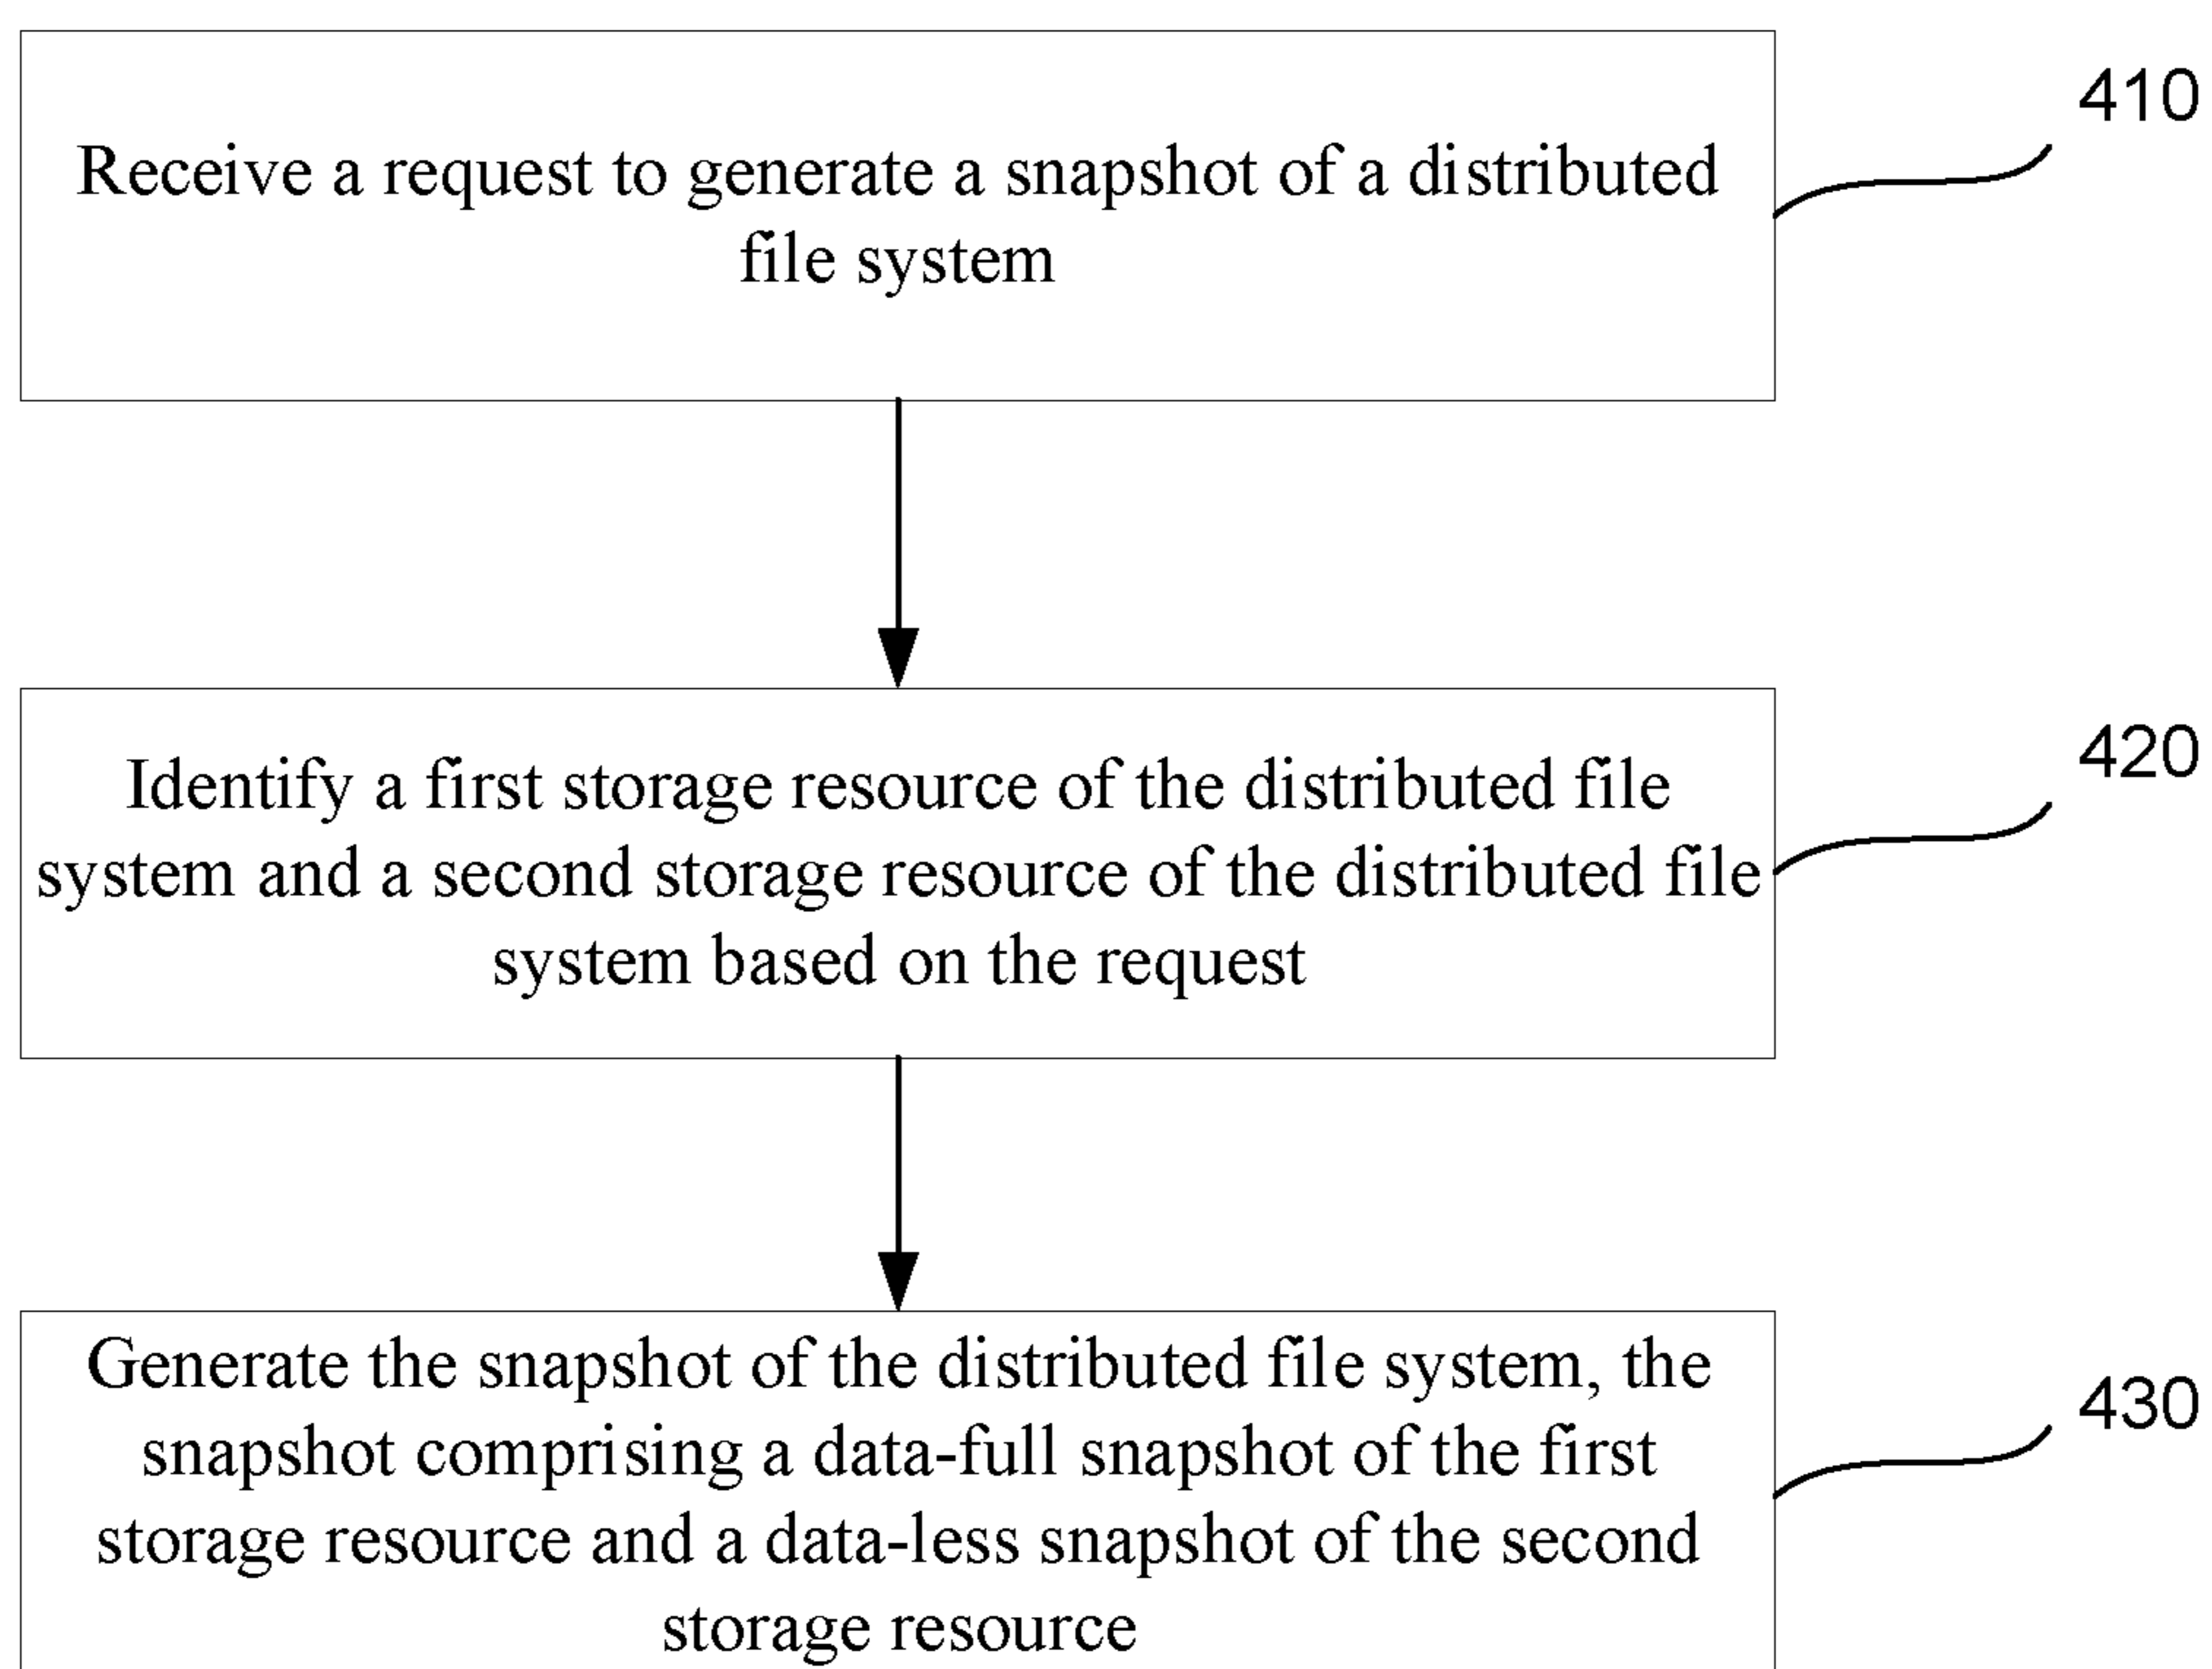 410
Receive a request to generate a snapshot of a distributed
file system
420
Identify a first storage resource of the distributed file
system and a second storage resource of the distributed file
system based on the request
430
Generate the snapshot of the distributed file system, the
snapshot comprising a data-full snapshot of the first
storage resource and a data-less snapshot of the second
storage resource